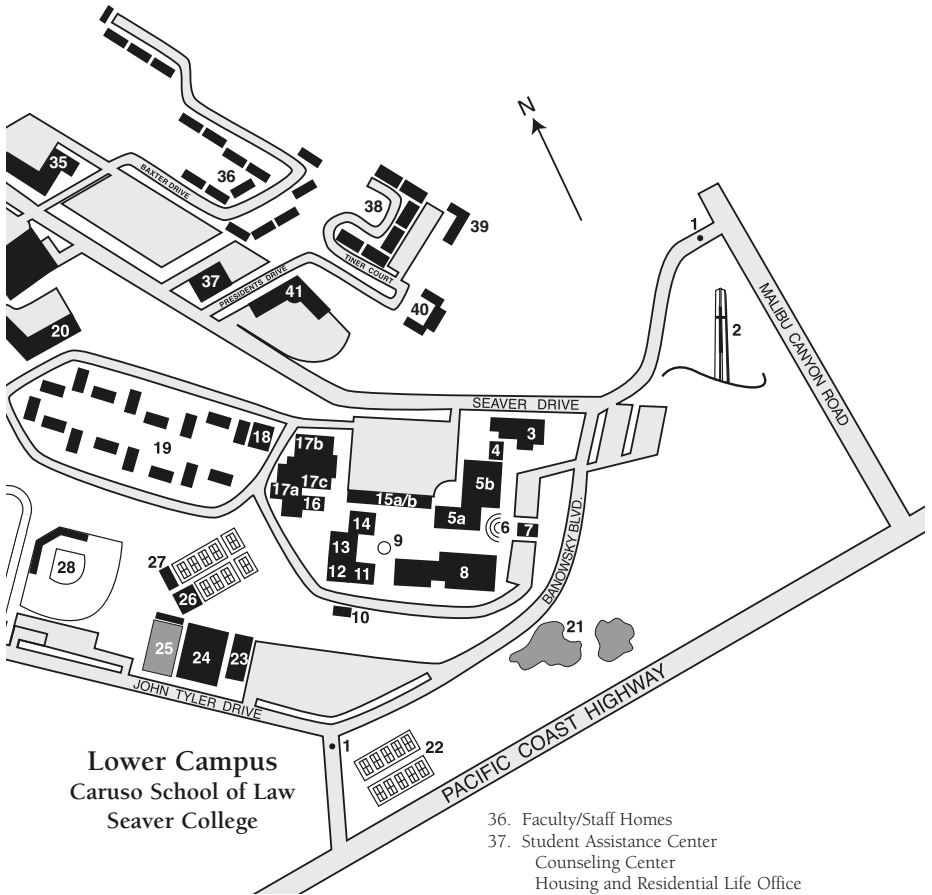 N
35
BAXTER DRIVE
36
38
39
1
37
PRESIDENTS DRIVE
TINER COURT
41
40
MALIBU CANYON ROAD
2
20
SEAVER DRIVE
3
19
18
17b
4
17c
5b
17a
16
15a/b
5a
6
7
14
9
BANOWSKY BLVD.
13
12
11
8
28
27
26
10
21
25
24
23
JOHN TYLER DRIVE
1
22
PACIFIC COAST HIGHWAY
Lower Campus
Caruso School of Law
Seaver College
36. Faculty/Staff Homes
37. Student Assistance Center
Counseling Center
Housing and Residential Life Office